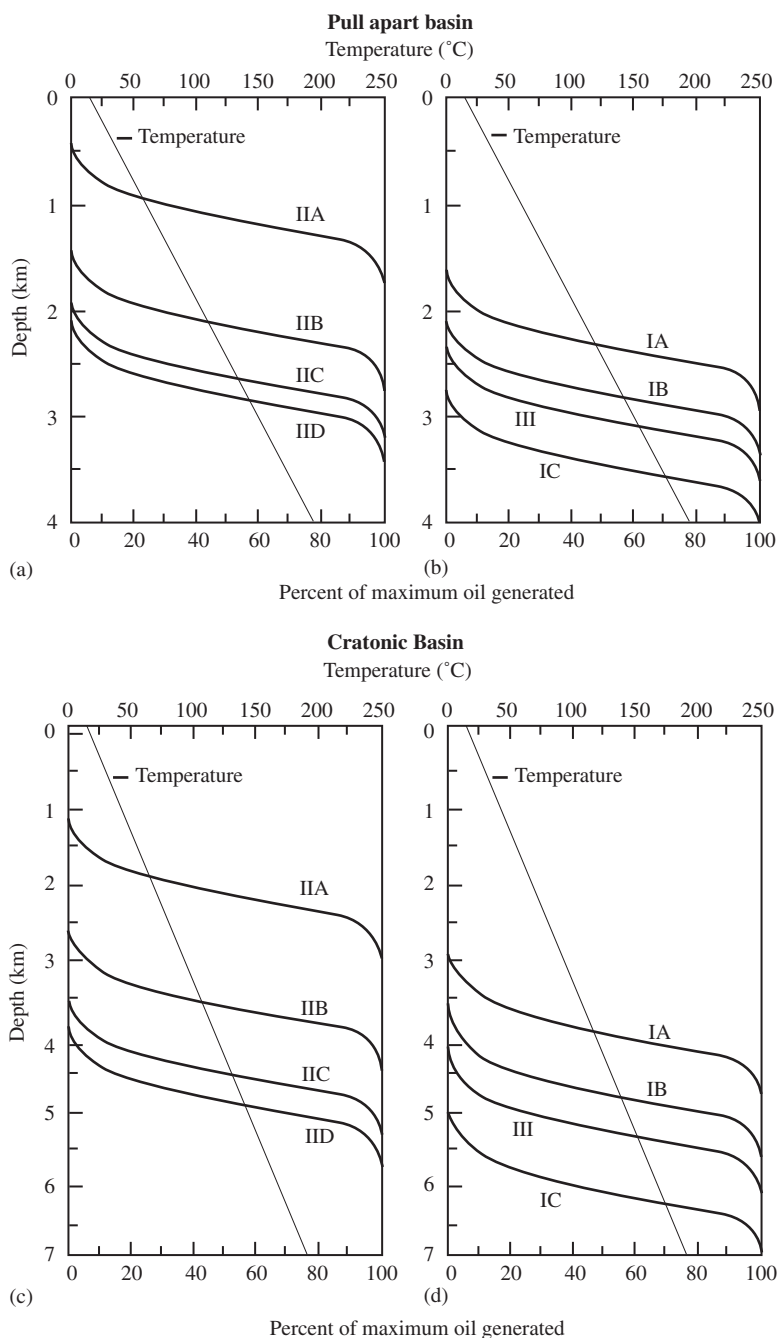 Pull apart basin
Temperature (˚C)
0 50 100 150 200 250 0 50 100 150 200 250
0
1
2
3
4
Depth (km)
Temperature
IIA
IIB
IIC
IID
0 20 40 60 80 100
(a)
0
1
2
3
4
Temperature
IA
IB
III
IC
0 20 40 60 80 100
(b)
Percent of maximum oil generated
Cratonic Basin
Temperature (˚C)
0 50 100 150 200 250 0 50 100 150 200 250
0
1
2
3
4
5
6
7
Depth (km)
Temperature
IIA
IIB
IIC
IID
0 20 40 60 80 100
(c)
0
1
2
3
4
5
6
7
Temperature
IA
IB
III
IC
0 20 40 60 80 100
(d)
Percent of maximum oil generated